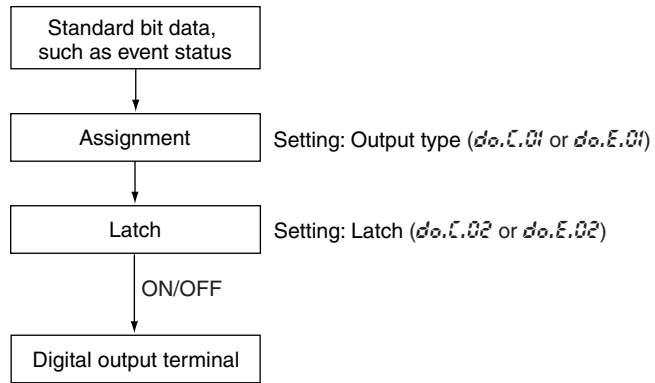 Standard bit data,
such as event status
Assignment
Setting: Output type (do.C.01 or do.E.01)
Latch
Setting: Latch (do.C.02 or do.E.02)
ON/OFF
Digital output terminal